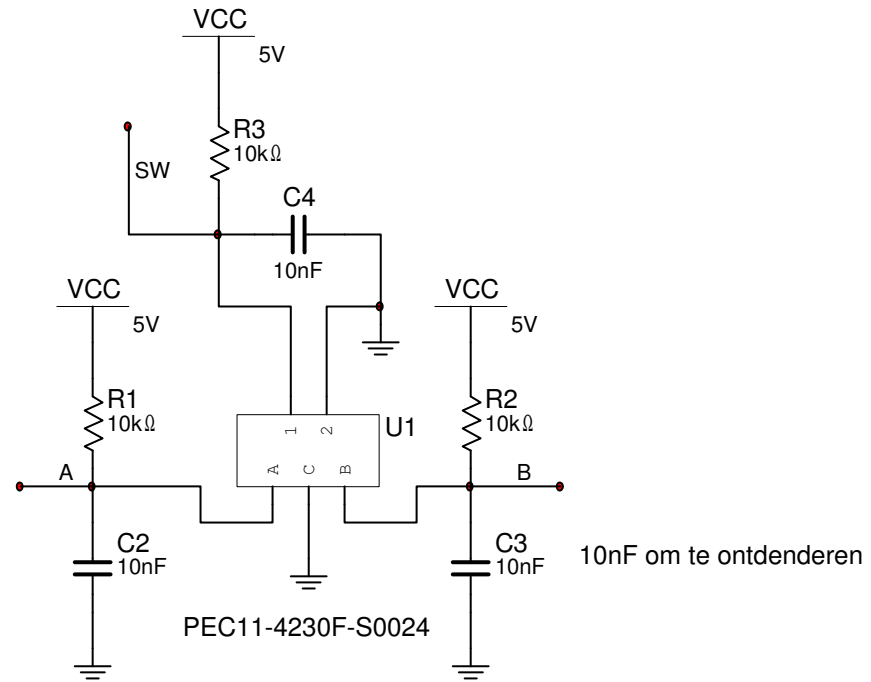 VCC
5V
R3
10kΩ
SW
C4
10nF
VCC
5V
VCC
5V
R1
10kΩ
1
2
U1
R2
10kΩ
A
A
C
B
B
C2
10nF
C3
10nF
10nF om te ontdenderen
PEC11-4230F-S0024